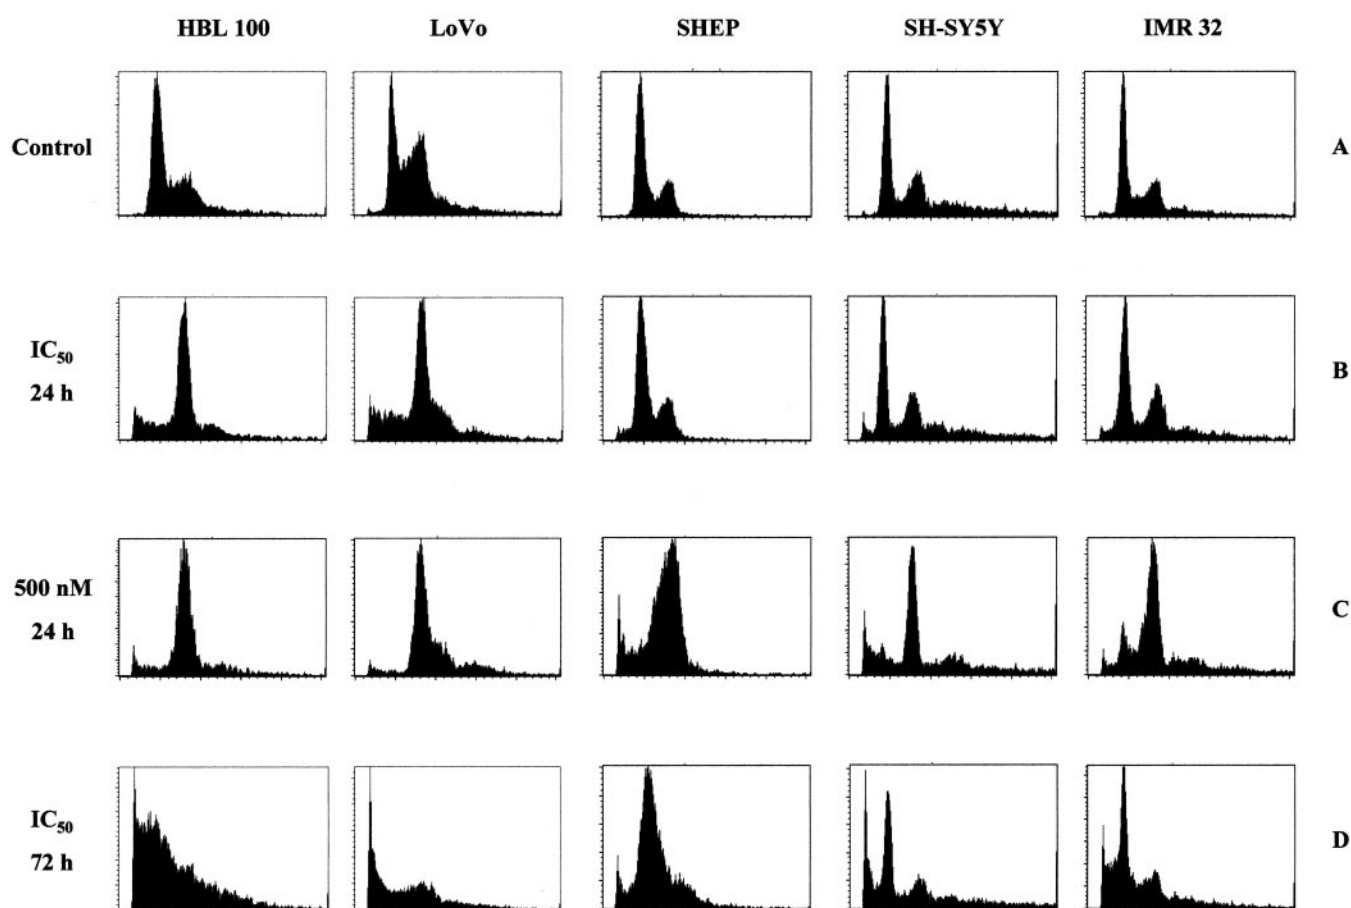 HBL 100 LoVo SHEP SH-SY5Y IMR 32
Control A
IC₅₀
24 h
B
500 nM
24 h
C
IC₅₀
72 h
D